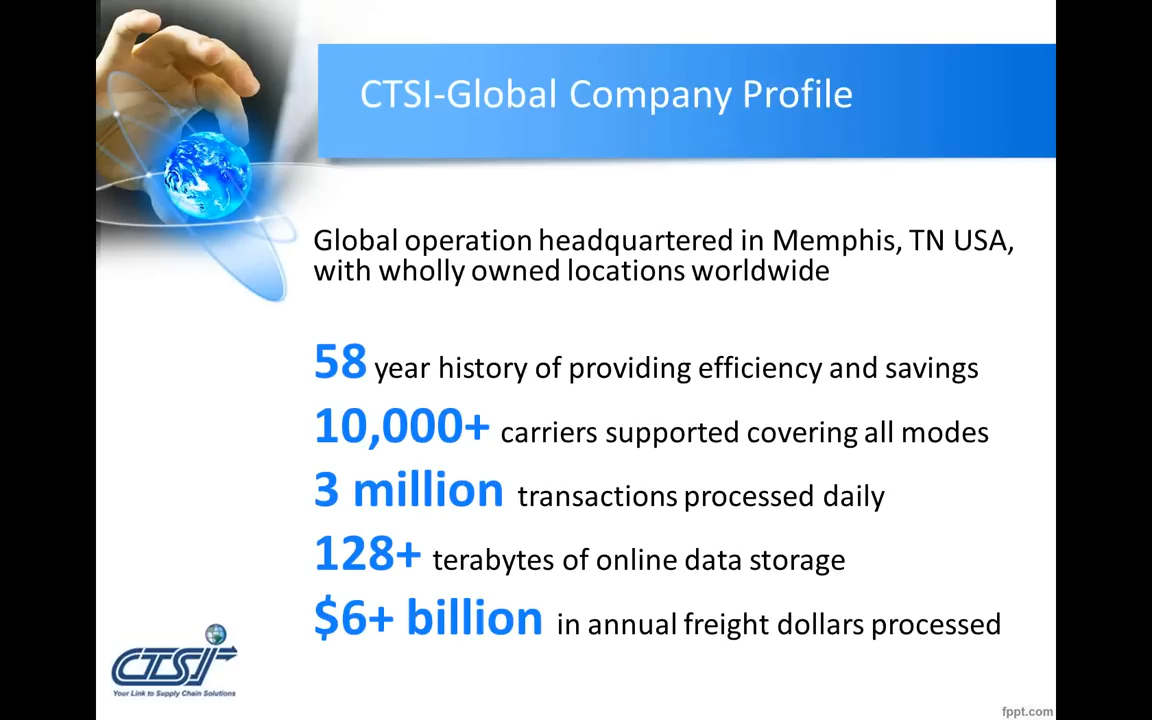 CTSI-Global Company Profile
Global operation headquartered in Memphis, TN USA,
with wholly owned locations worldwide
58 year history of providing efficiency and savings
10,000+ carriers supported covering all modes
3 million transactions processed daily
128+ terabytes of online data storage
$6+ billion in annual freight dollars processed
CTSI
Your Link to Supply Chain Solutions
fppt.com